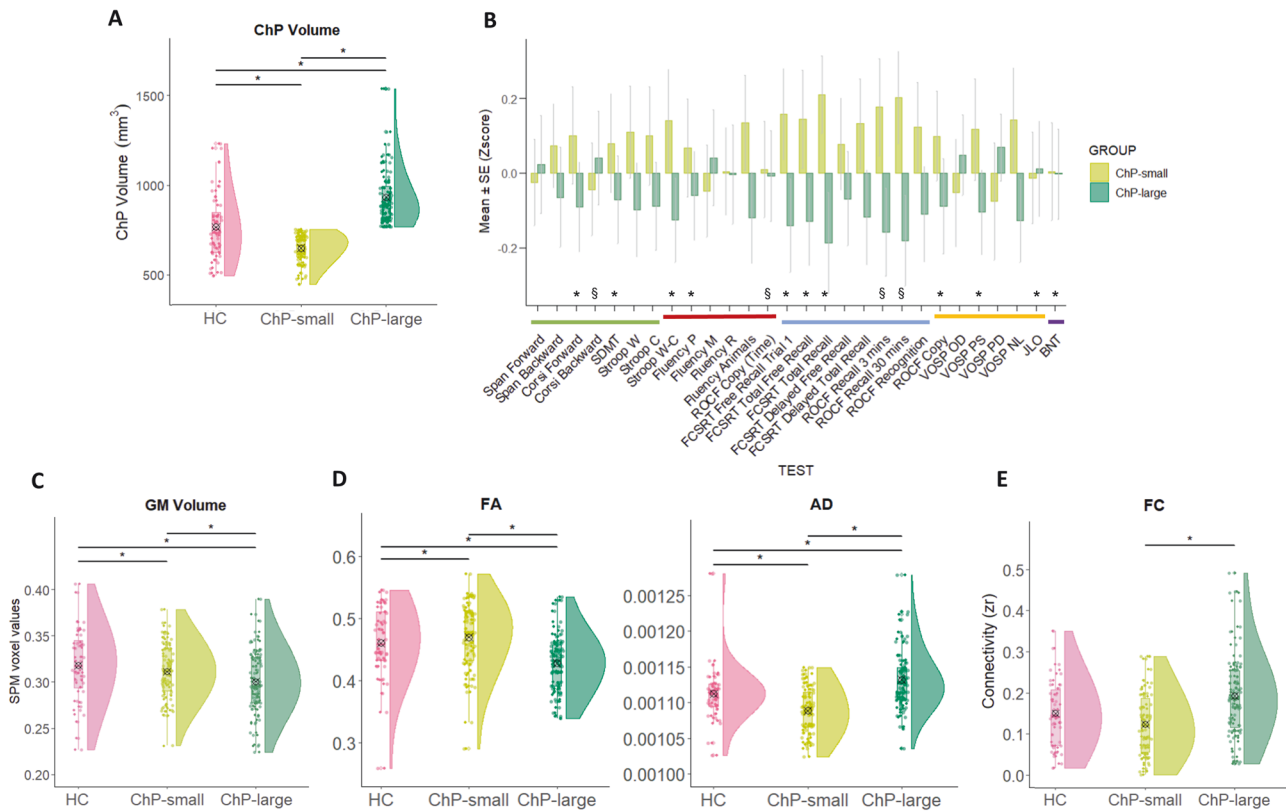 A
ChP Volume
ChP Volume (mm³)
1500
1000
500
*
*
*
HC
ChP-small
ChP-large
B
Mean ± SE (Zscore)
0.2
0.0
-0.2
* § * * * § * * * § § * * * *
Span Forward
Span Backward
Corsi Forward
Corsi Backward
SDMT
Stroop W
Stroop C
Stroop W-C
Fluency P
Fluency M
Fluency R
Fluency Animals
ROCF Copy (Time)
FCSRT Free Recall Trial 1
FCSRT Total Free Recall
FCSRT Total Recall
FCSRT Delayed Free Recall
FCSRT Delayed Total Recall
ROCF Recall 3 mins
ROCF Recall 30 mins
ROCF Recognition
ROCF Copy
VOSP OD
VOSP PS
VOSP PD
VOSP NL
JLO
BNT
TEST
GROUP
ChP-small
ChP-large
C
GM Volume
SPM voxel values
0.40
0.35
0.30
0.25
0.20
*
*
*
HC
ChP-small
ChP-large
D
FA
0.6
0.5
0.4
0.3
*
*
*
HC
ChP-small
ChP-large
AD
0.00125
0.00120
0.00115
0.00110
0.00105
0.00100
*
*
*
HC
ChP-small
ChP-large
E
FC
Connectivity (zr)
0.5
0.4
0.3
0.2
0.1
0.0
*
HC
ChP-small
ChP-large